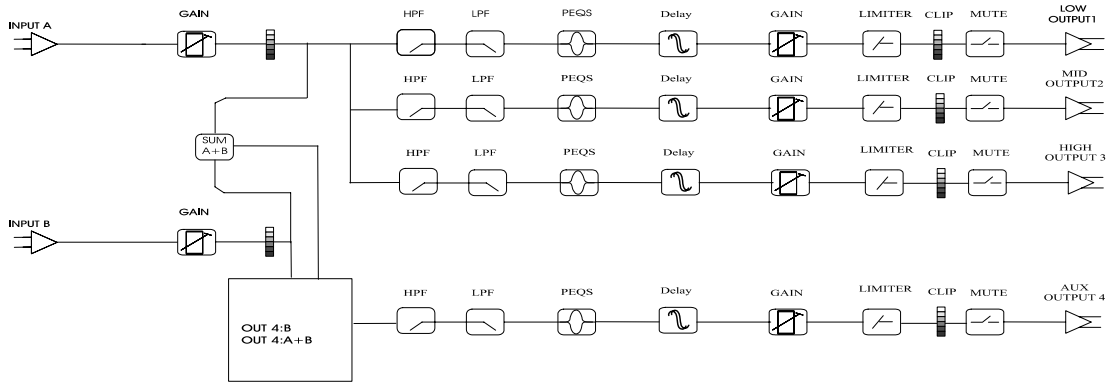 INPUT A
GAIN
HPF LPF PEQS Delay GAIN LIMITER CLIP MUTE
LOW
OUTPUT1
HPF LPF PEQS Delay GAIN LIMITER CLIP MUTE
MID
OUTPUT2
SUM
A+B
HPF LPF PEQS Delay GAIN LIMITER CLIP MUTE
HIGH
OUTPUT 3
INPUT B
GAIN
OUT 4:B
OUT 4:A+B
HPF LPF PEQS Delay GAIN LIMITER CLIP MUTE
AUX
OUTPUT 4